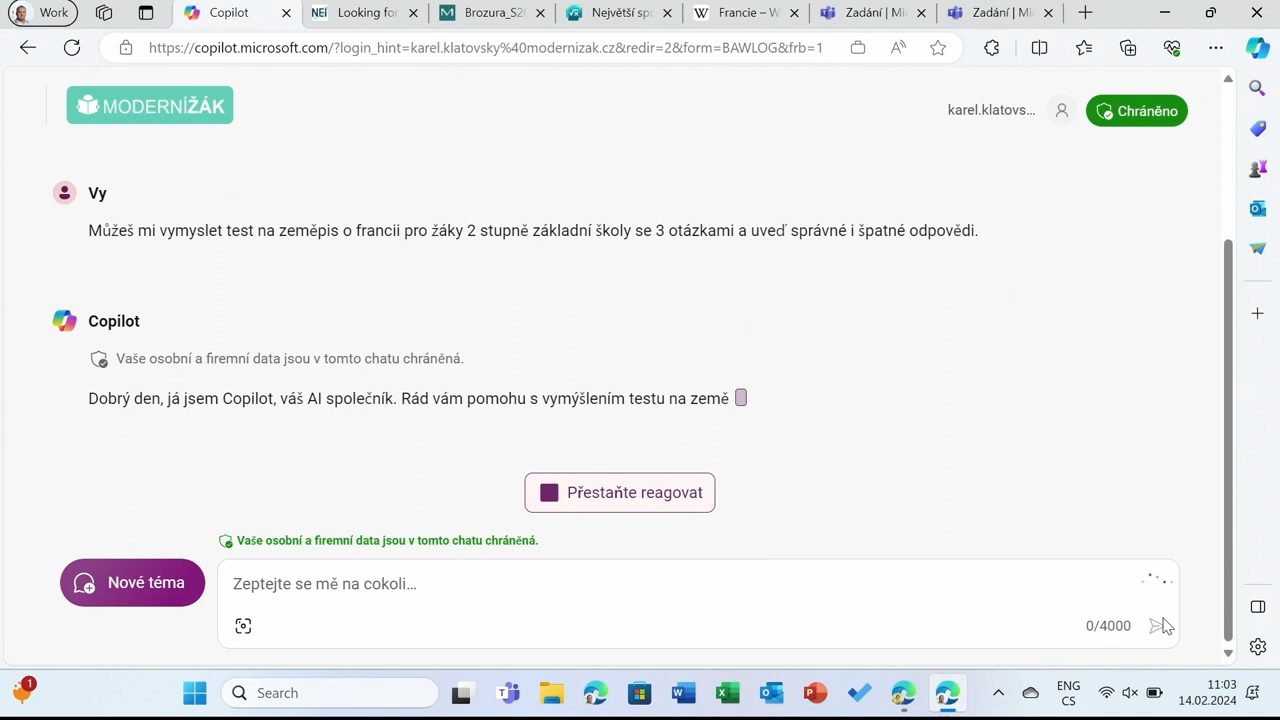 Work
Copilot
Looking for
Brozura_S2
Největší sp
Francie – W
Zadání | Mi
Zadání | Mi
https://copilot.microsoft.com/?login_hint=karel.klatovsky%40modernizak.cz&redir=2&form=BAWLOG&frb=1
MODERNÍŽÁK
karel.klatovs...
Chráněno
Vy
Můžeš mi vymyslet test na zeměpis o francii pro žáky 2 stupně základní školy se 3 otázkami a uveď správné i špatné odpovědi.
Copilot
Vaše osobní a firemní data jsou v tomto chatu chráněná.
Dobrý den, já jsem Copilot, váš AI společník. Rád vám pomohu s vymýšlením testu na země
Přestaňte reagovat
Vaše osobní a firemní data jsou v tomto chatu chráněná.
Nové téma
Zeptejte se mě na cokoli...
0/4000
1
Search
ENG
CS
11:03
14.02.2024